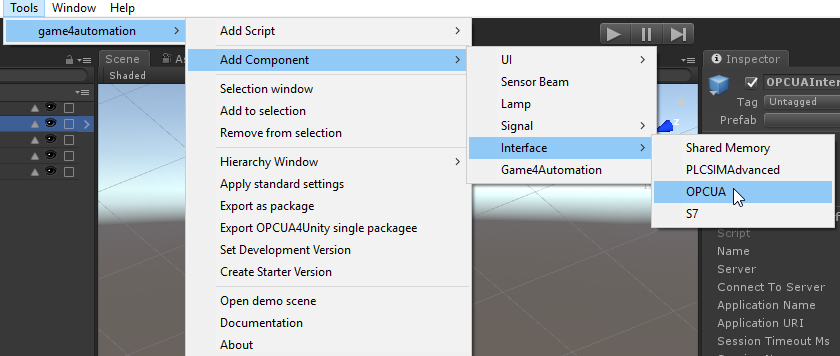 Tools Window Help
game4automation
Scene
As
Shaded
Add Script
Add Component
Selection window
Add to selection
Remove from selection
Hierarchy Window
Apply standard settings
Export as package
Export OPCUA4Unity single packagee
Set Development Version
Create Starter Version
Open demo scene
Documentation
About
UI
Sensor Beam
Lamp
Signal
Interface
Game4Automation
Shared Memory
PLCSIMAdvanced
OPCUA
S7
z
Inspector
OPCUAInter
Tag Untagged
Prefab
Script
Name
Server
Connect To Server
Application Name
Application URI
Session Timeout Ms